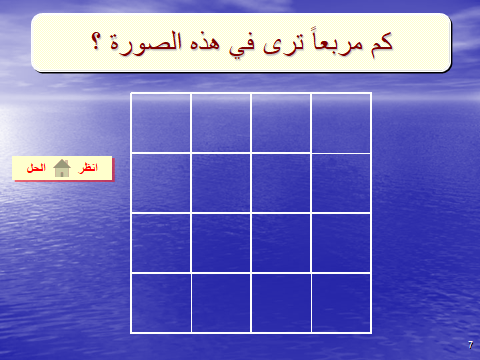 كم مربعاً ترى في هذه الصورة ؟
انظر الحل
7